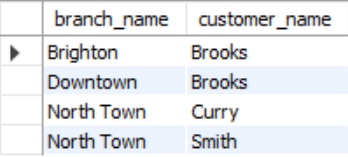 branch_name customer_name
Brighton Brooks
Downtown Brooks
North Town Curry
North Town Smith